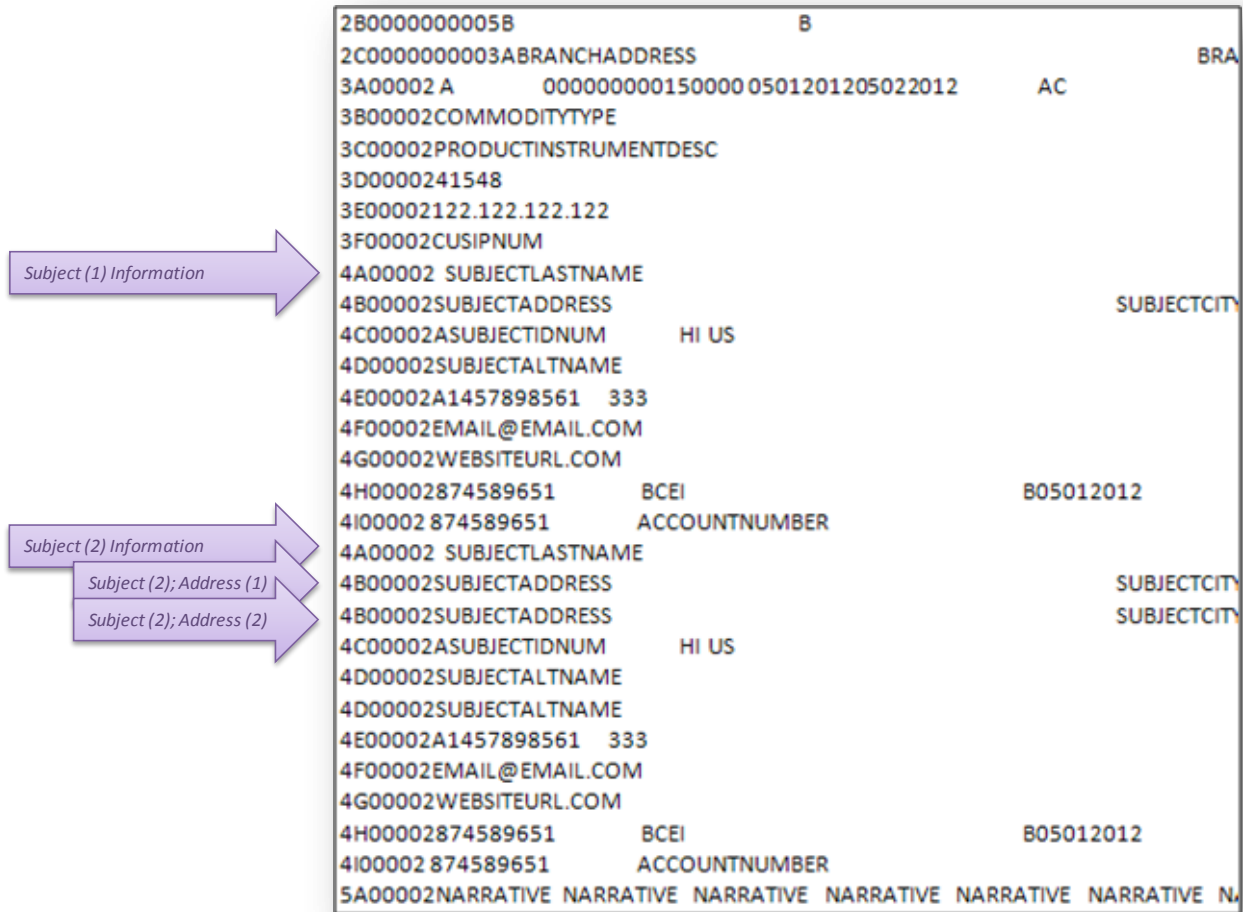 2B0000000005B B
2C0000000003ABRANCHADDRESS BRA
3A00002 A 000000000150000 0501201205022012 AC
3B00002COMMODITYTYPE
3C00002PRODUCTINSTRUMENTDESC
3D0000241548
3E00002122.122.122.122
3F00002CUSIPNUM
Subject (1) Information
4A00002 SUBJECTLASTNAME
4B00002SUBJECTADDRESS SUBJECTCITY
4C00002ASUBJECTIDNUM HI US
4D00002SUBJECTALTNAME
4E00002A1457898561 333
4F00002EMAIL@EMAIL.COM
4G00002WEBSITEURL.COM
4H00002874589651 BCEI B05012012
4I00002 874589651 ACCOUNTNUMBER
Subject (2) Information
4A00002 SUBJECTLASTNAME
Subject (2); Address (1)
4B00002SUBJECTADDRESS SUBJECTCITY
Subject (2); Address (2)
4B00002SUBJECTADDRESS SUBJECTCITY
4C00002ASUBJECTIDNUM HI US
4D00002SUBJECTALTNAME
4D00002SUBJECTALTNAME
4E00002A1457898561 333
4F00002EMAIL@EMAIL.COM
4G00002WEBSITEURL.COM
4H00002874589651 BCEI B05012012
4I00002 874589651 ACCOUNTNUMBER
5A00002NARRATIVE NARRATIVE NARRATIVE NARRATIVE NARRATIVE NARRATIVE NA